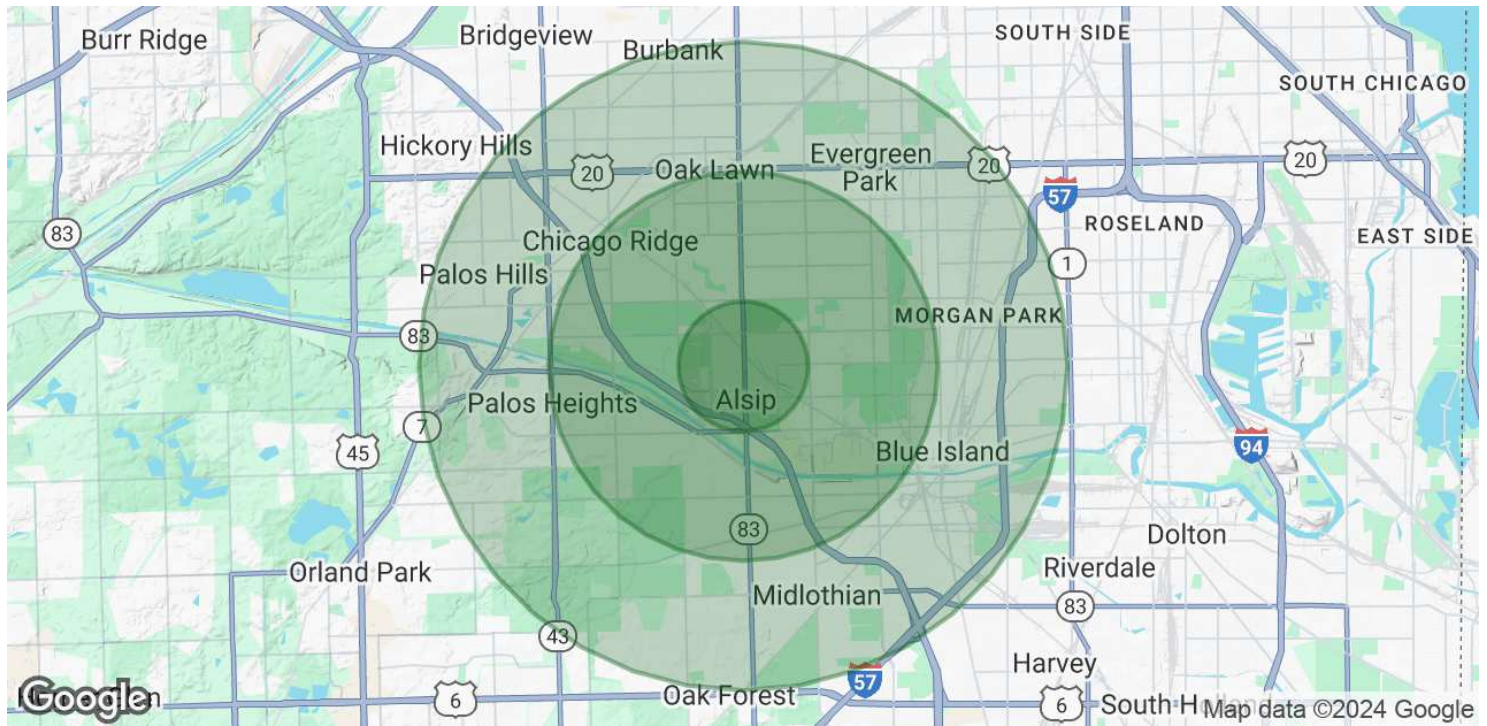 Burr Ridge
Bridgeview
Burbank
SOUTH SIDE
SOUTH CHICAGO
Hickory Hills
20
Oak Lawn
Evergreen
Park
20
20
57
83
Chicago Ridge
ROSELAND
EAST SIDE
Palos Hills
1
83
MORGAN PARK
Palos Heights
Alsip
7
45
Blue Island
94
83
Dolton
Orland Park
Midlothian
Riverdale
83
43
Harvey
57
Google
6
Oak Forest
6
South H
Map data ©2024 Google